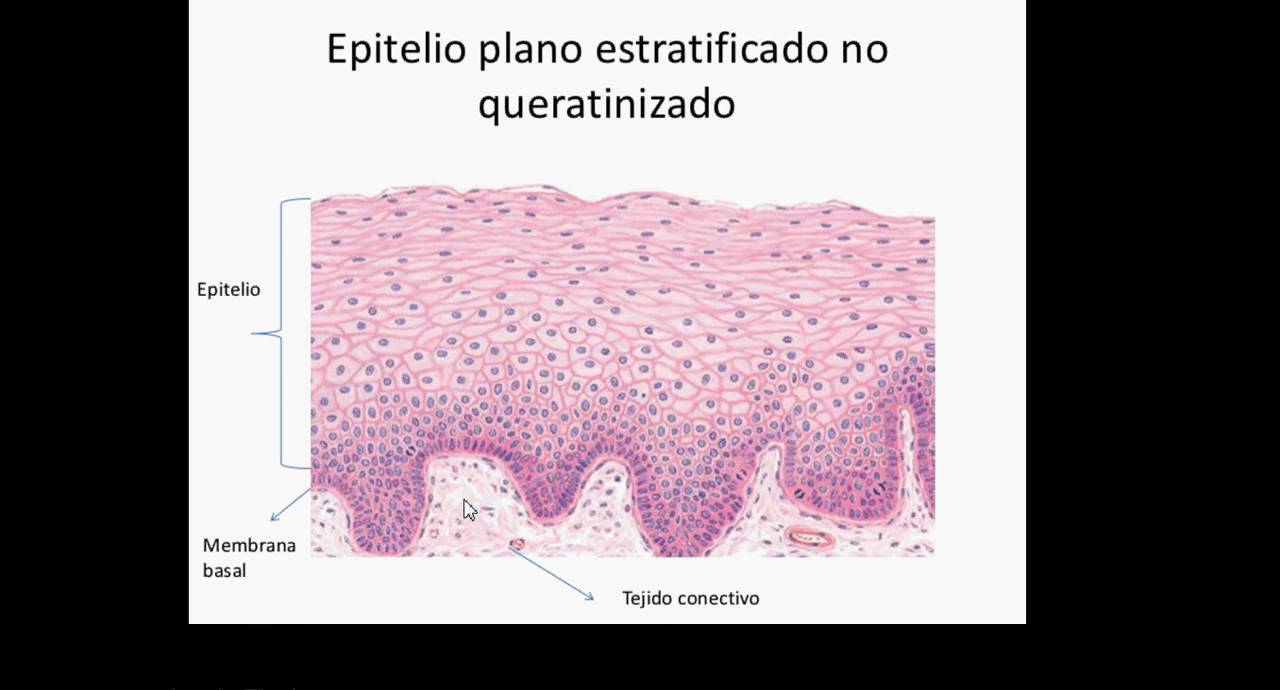 Epitelio plano estratificado no
queratinizado
Epitelio
Membrana
basal
Tejido conectivo